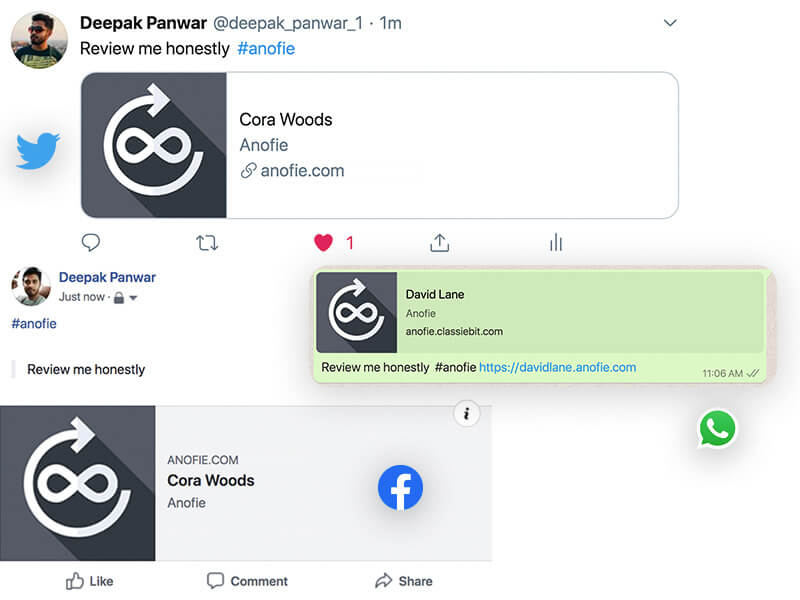 Deepak Panwar @deepak_panwar_1 · 1m
Review me honestly #anofie
Cora Woods
Anofie
anofie.com
1
Deepak Panwar
Just now ·
#anofie
Review me honestly
David Lane
Anofie
anofie.classiebit.com
Review me honestly #anofie https://davidlane.anofie.com
11:06 AM
ANOFIE.COM
Cora Woods
Anofie
Like Comment Share